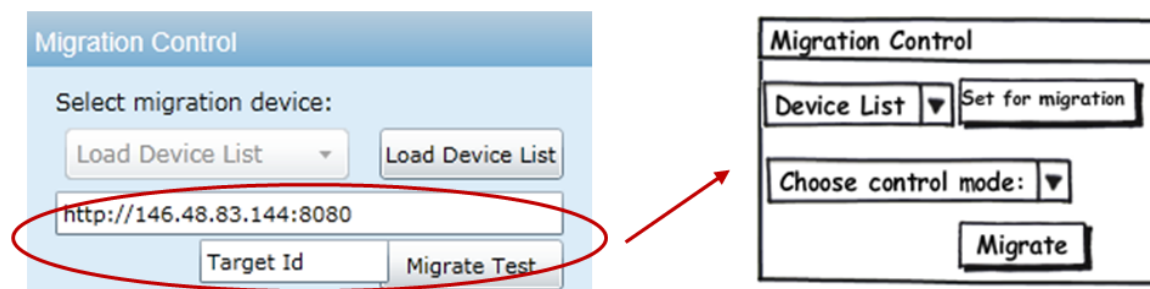 Migration Control
Select migration device:
Load Device List
Load Device List
http://146.48.83.144:8080
Target Id
Migrate Test
Migration Control
Device List
Set for migration
Choose control mode:
Migrate